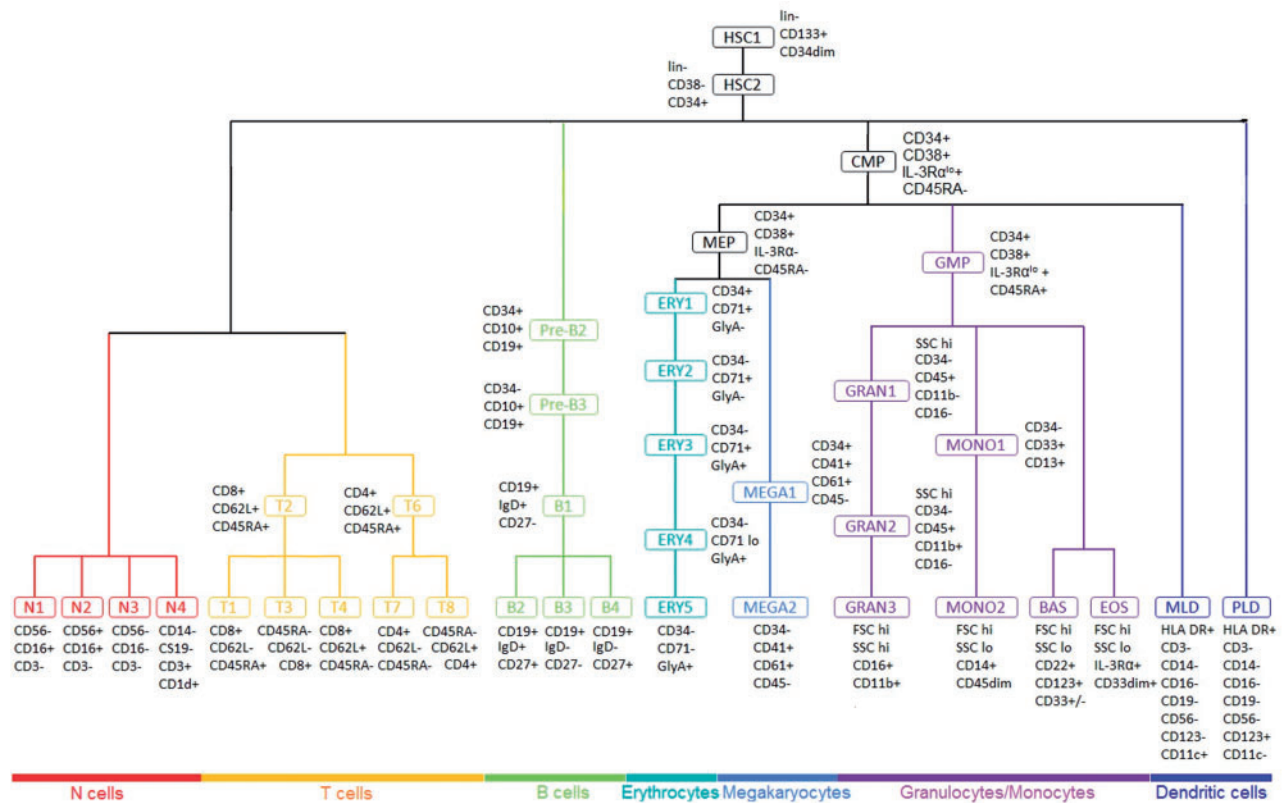 HSC1
lin-
CD133+
CD34dim
lin-
CD38-
CD34+
HSC2
CMP
CD34+
CD38+
IL-3Rαˡᵒ+
CD45RA-
MEP
CD34+
CD38+
IL-3Rα-
CD45RA-
GMP
CD34+
CD38+
IL-3Rαˡᵒ +
CD45RA+
CD34+
CD10+
CD19+
Pre-B2
CD34-
CD10+
CD19+
Pre-B3
ERY1
CD34+
CD71+
GlyA-
ERY2
CD34-
CD71+
GlyA-
ERY3
CD34-
CD71+
GlyA+
ERY4
CD34-
CD71 lo
GlyA+
GRAN1
SSC hi
CD34-
CD45+
CD11b-
CD16-
MONO1
CD34-
CD33+
CD13+
MEGA1
CD34+
CD41+
CD61+
CD45-
GRAN2
SSC hi
CD34-
CD45+
CD11b+
CD16-
CD8+
CD62L+
CD45RA+
T2
CD4+
CD62L+
CD45RA+
T6
CD19+
IgD+
CD27-
B1
N1
CD56-
CD16+
CD3-
N2
CD56+
CD16+
CD3-
N3
CD56-
CD16-
CD3-
N4
CD14-
CS19-
CD3+
CD1d+
T1
CD8+
CD62L-
CD45RA+
T3
CD45RA-
CD62L-
CD8+
T4
CD8+
CD62L+
CD45RA-
T7
CD4+
CD62L-
CD45RA-
T8
CD45RA-
CD62L+
CD4+
B2
CD19+
IgD+
CD27+
B3
CD19+
IgD-
CD27-
B4
CD19+
IgD-
CD27+
ERY5
CD34-
CD71-
GlyA+
MEGA2
CD34-
CD41+
CD61+
CD45-
GRAN3
FSC hi
SSC hi
CD16+
CD11b+
MONO2
FSC hi
SSC lo
CD14+
CD45dim
BAS
FSC hi
SSC lo
CD22+
CD123+
CD33+/-
EOS
FSC hi
SSC lo
IL-3Rα+
CD33dim+
MLD
HLA DR+
CD3-
CD14-
CD16-
CD19-
CD56-
CD123-
CD11c+
PLD
HLA DR+
CD3-
CD14-
CD16-
CD19-
CD56-
CD123+
CD11c-
N cells
T cells
B cells
Erythrocytes
Megakaryocytes
Granulocytes/Monocytes
Dendritic cells